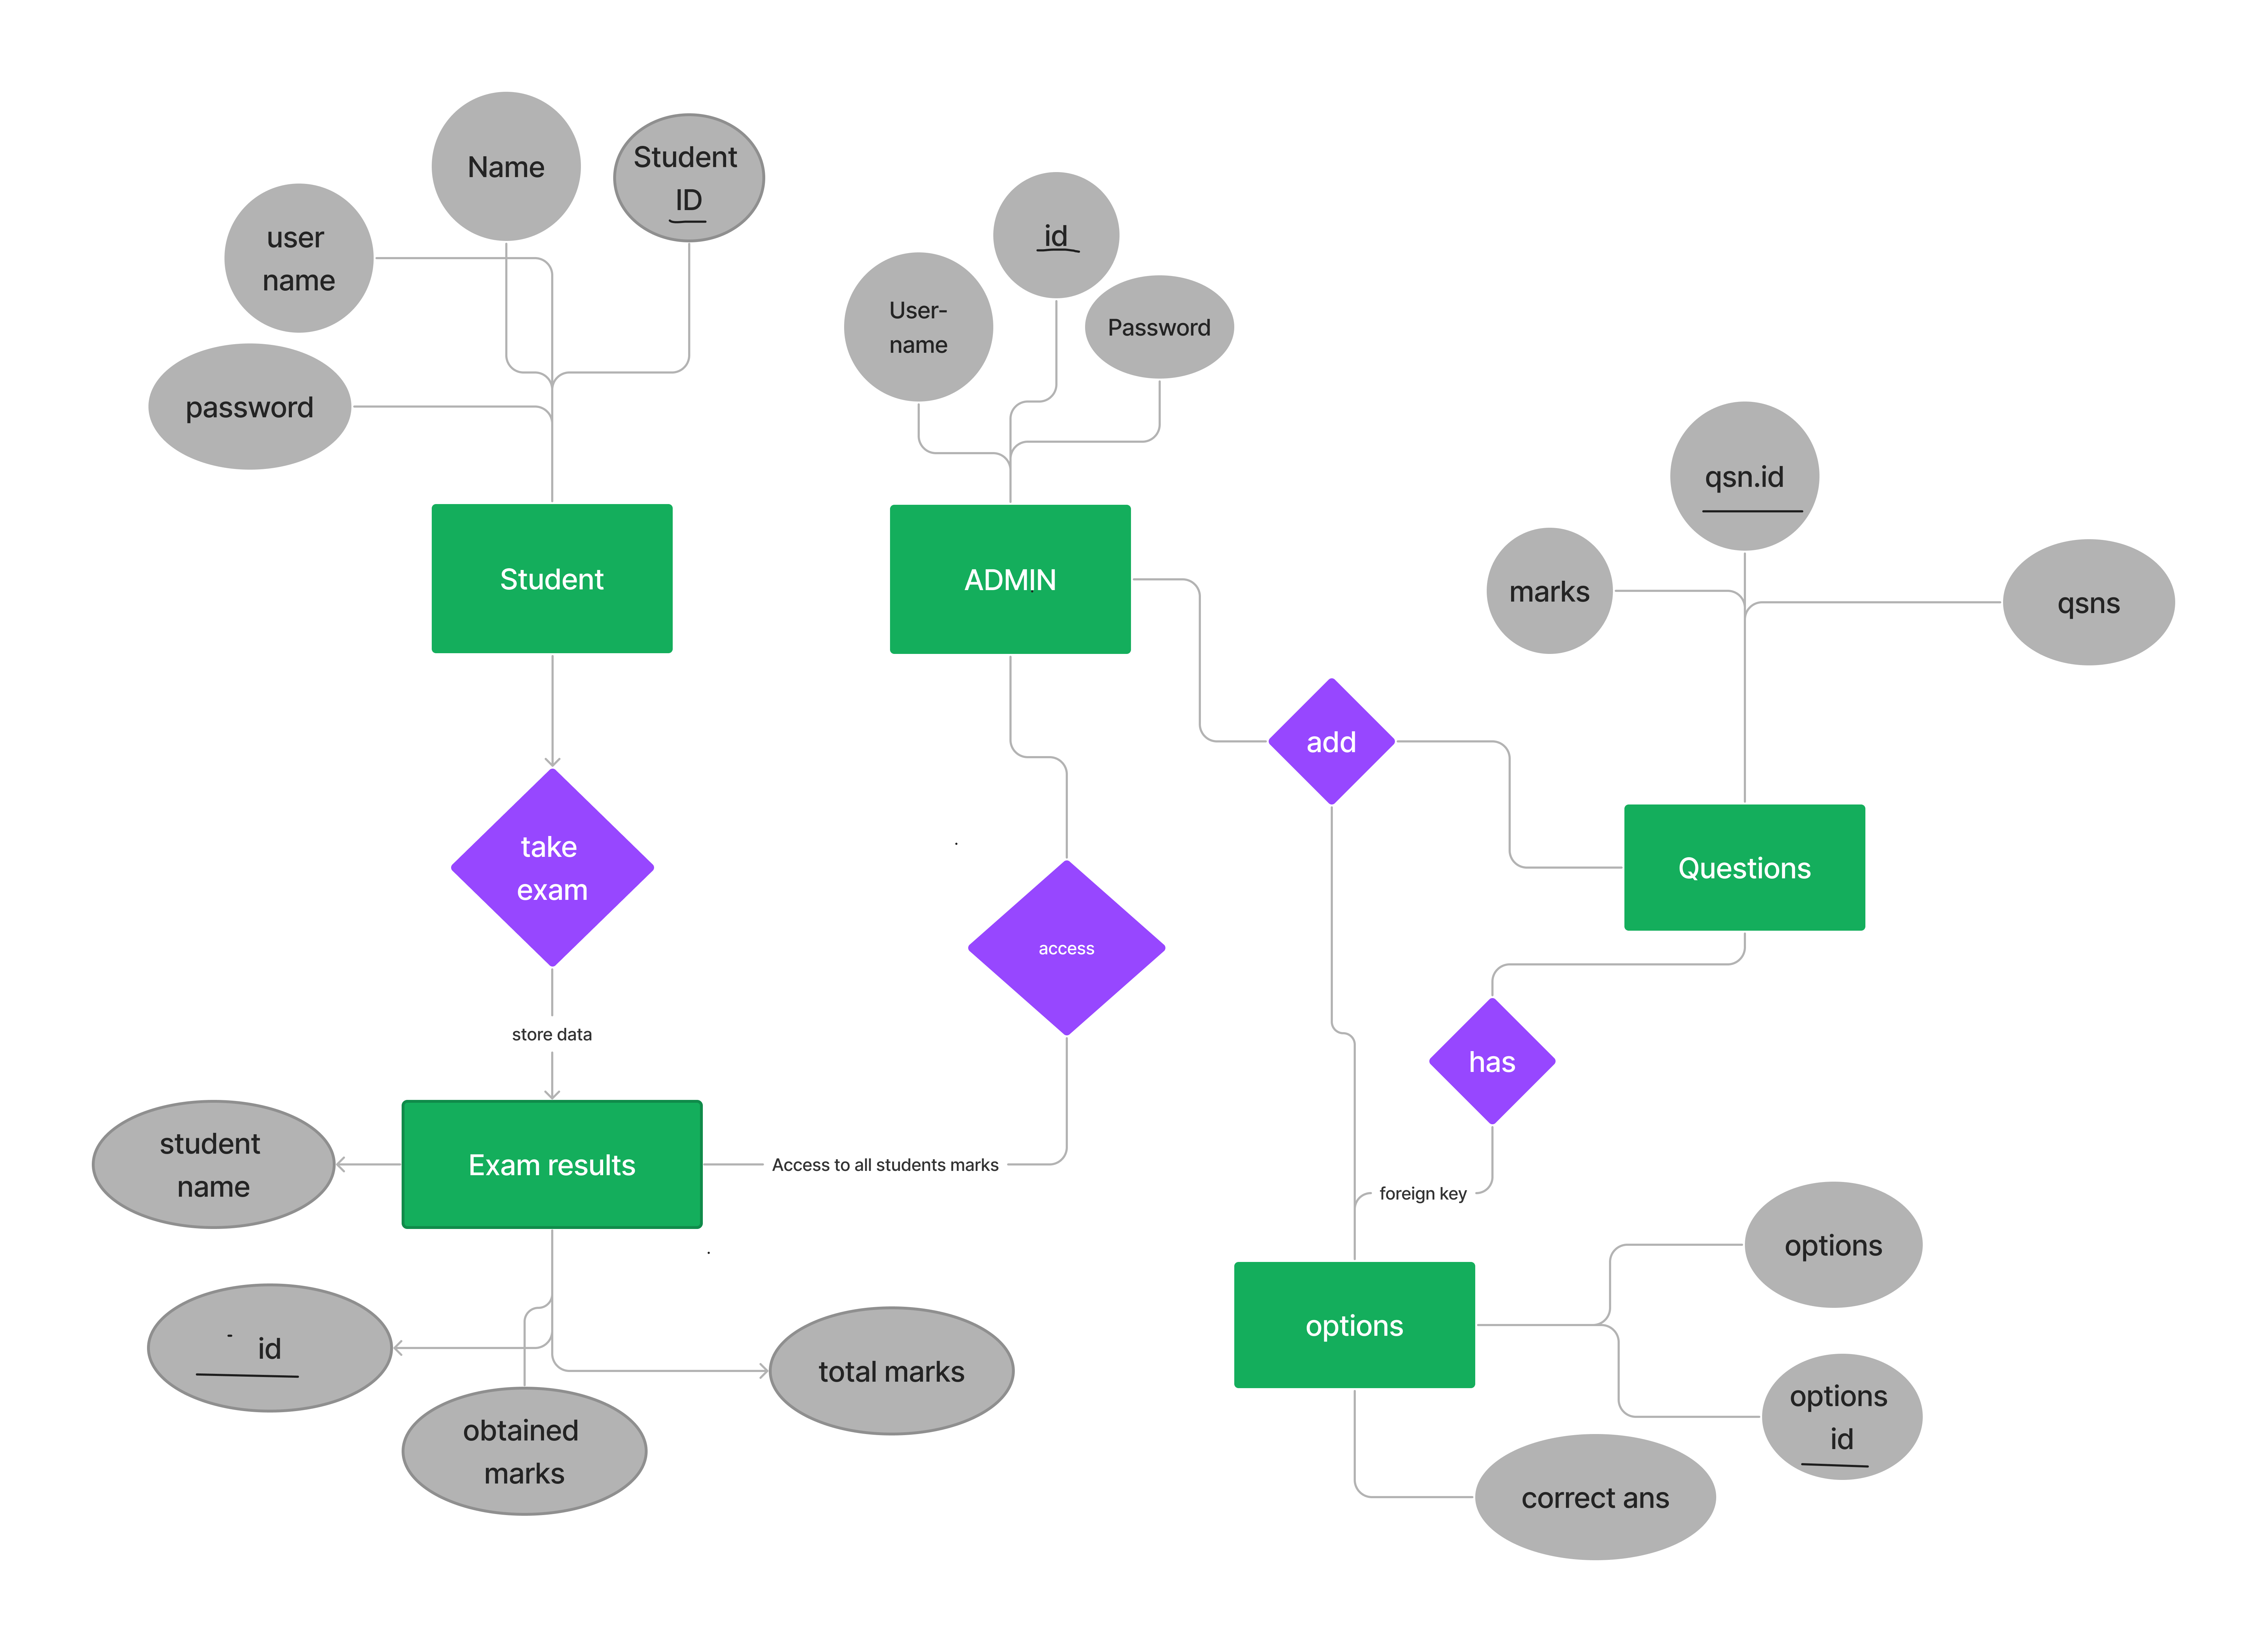 Name
Student
ID
user
name
password
id
User-
name
Password
qsn.id
marks
qsns
Student
ADMIN
add
take
exam
Questions
access
store data
has
student
name
Exam results
Access to all students marks
foreign key
options
options
id
total marks
obtained
marks
options
id
correct ans